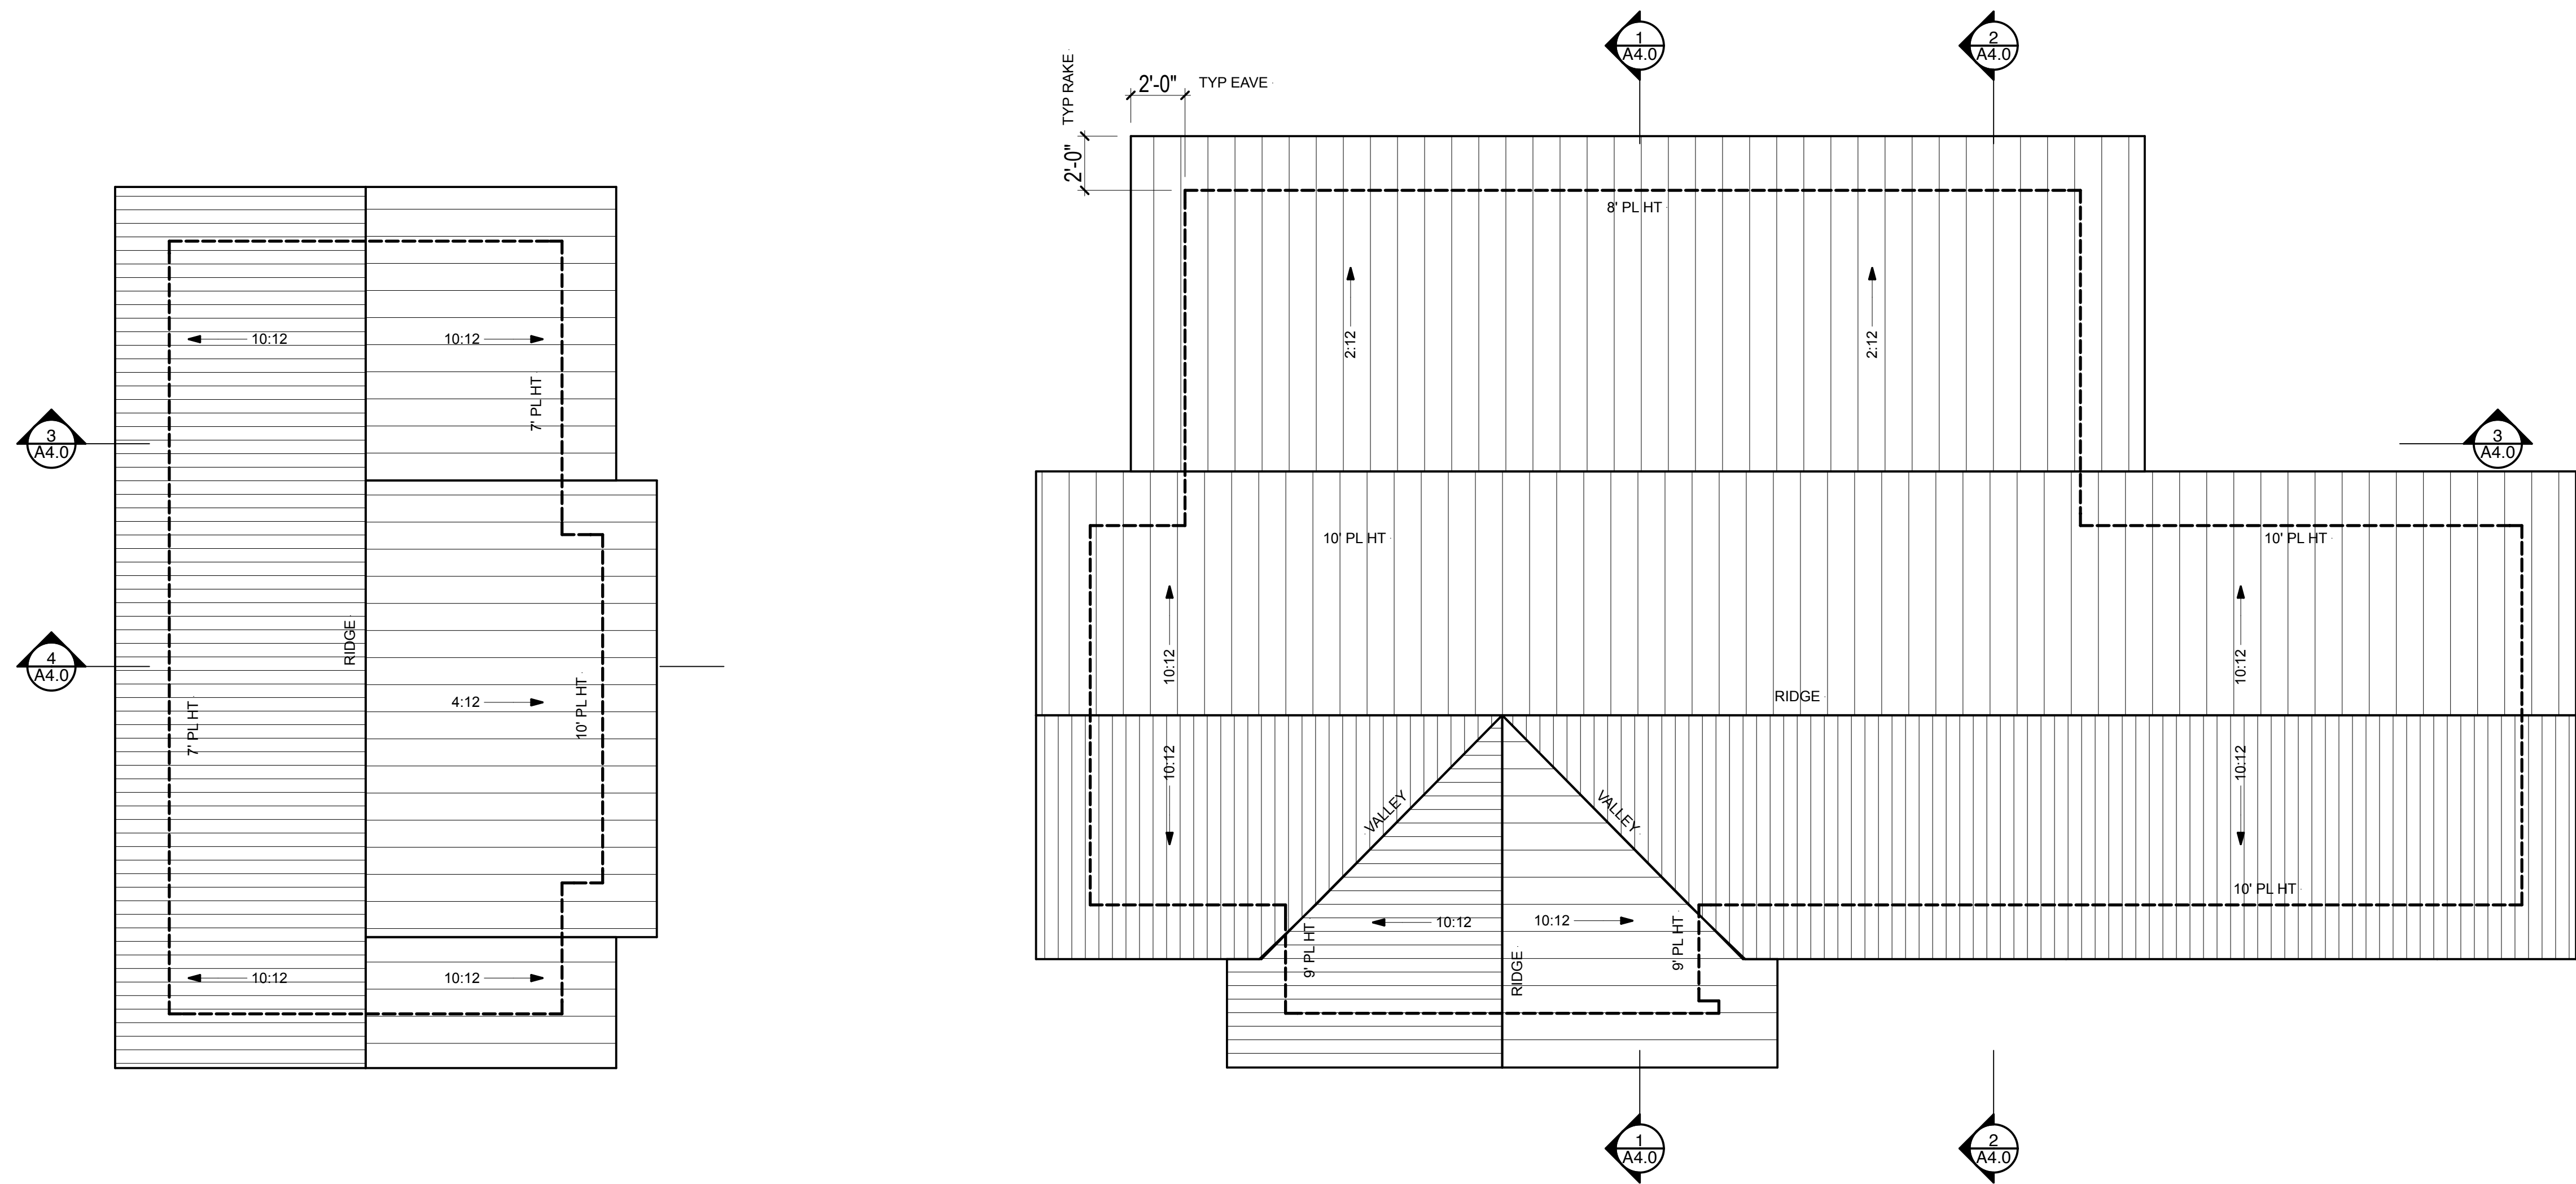 1
A4.0
2
A4.0
TYP RAKE
2'-0"
TYP EAVE
2'-0"
8' PL HT
2:12
2:12
10:12
10:12
7' PL HT
3
A4.0
3
A4.0
10' PL HT
10' PL HT
RIDGE
4
A4.0
10:12
10:12
4:12
10' PL HT
7' PL HT
RIDGE
10:12
10:12
VALLEY
VALLEY
10' PL HT
10:12
10:12
9' PL HT
9' PL HT
RIDGE
10:12
10:12
1
A4.0
2
A4.0